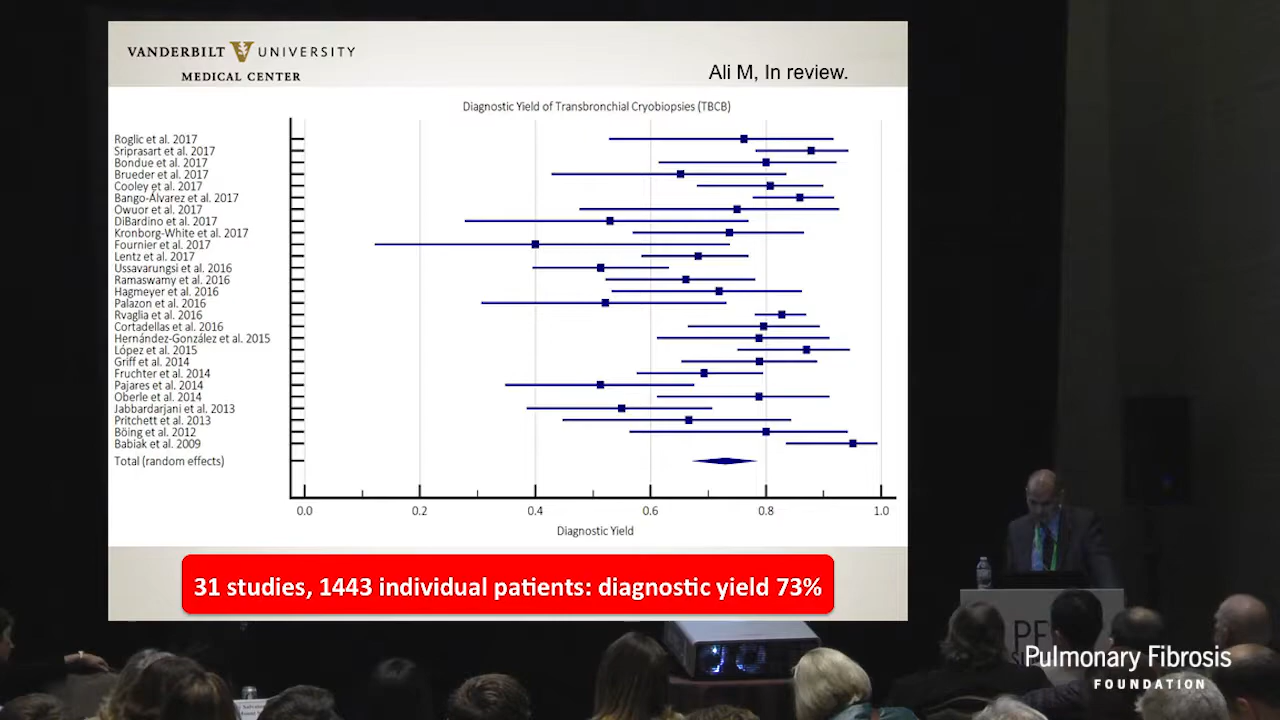 VANDERBILT V UNIVERSITY
MEDICAL CENTER
Ali M, In review.
Diagnostic Yield of Transbronchial Cryobiopsies (TBCB)
Roglic et al. 2017
Sriprasart et al. 2017
Bondue et al. 2017
Brueder et al. 2017
Cooley et al. 2017
Bango-Álvarez et al. 2017
Owuor et al. 2017
DiBardino et al. 2017
Kronborg-White et al. 2017
Fournier et al. 2017
Lentz et al. 2017
Ussavarungsi et al. 2016
Ramaswamy et al. 2016
Hagmeyer et al. 2016
Palazon et al. 2016
Rvaglia et al. 2016
Cortadellas et al. 2016
Hernández-González et al. 2015
López et al. 2015
Griff et al. 2014
Fruchter et al. 2014
Pajares et al. 2014
Oberle et al. 2014
Jabbardarjani et al. 2013
Pritchett et al. 2013
Böing et al. 2012
Babiak et al. 2009
Total (random effects)
0.0 0.2 0.4 0.6 0.8 1.0
Diagnostic Yield
31 studies, 1443 individual patients: diagnostic yield 73%
PF
Pulmonary Fibrosis
FOUNDATION